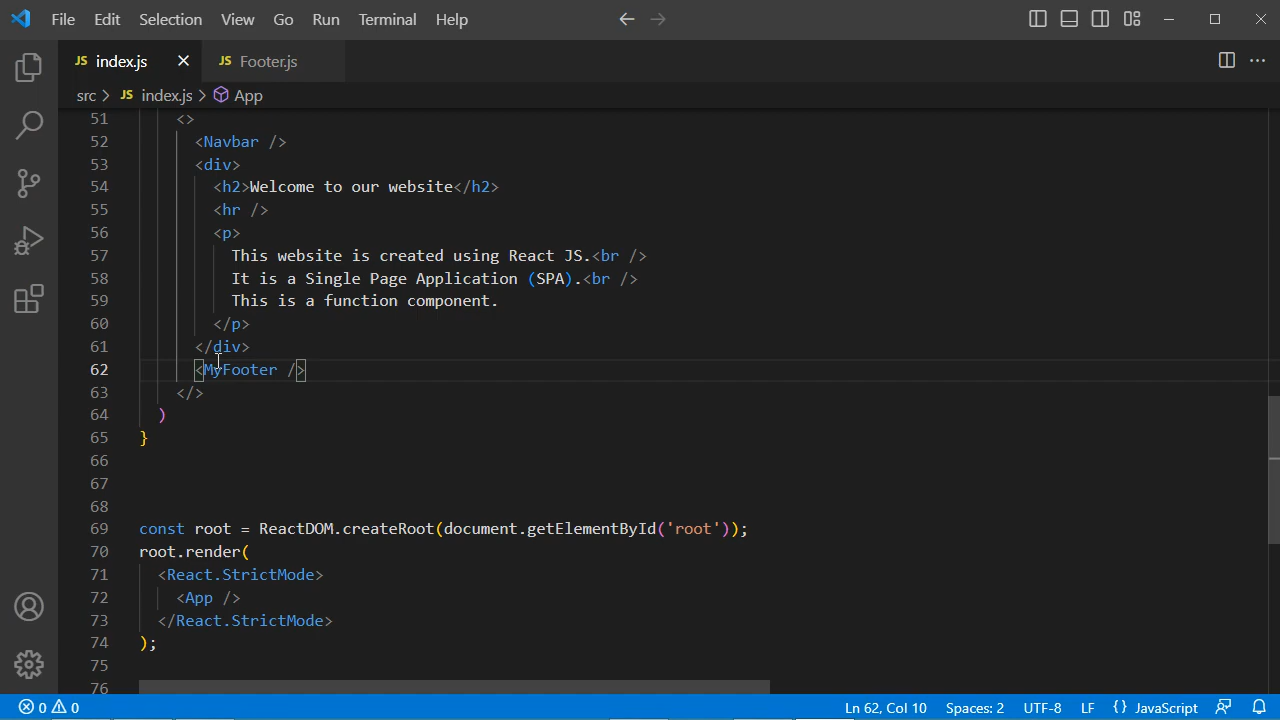 File Edit Selection View Go Run Terminal Help
JS index.js JS Footer.js
src JS index.js App
51 <>
52 <Navbar />
53 <div>
54 <h2>Welcome to our website</h2>
55 <hr />
56 <p>
57 This website is created using React JS.<br />
58 It is a Single Page Application (SPA).<br />
59 This is a function component.
60 </p>
61 </div>
62 <MyFooter />
63 </>
64 )
65 }
66
67
68
69 const root = ReactDOM.createRoot(document.getElementById('root'));
70 root.render(
71 <React.StrictMode>
72 <App />
73 </React.StrictMode>
74 );
75
76
0 0 Ln 62, Col 10 Spaces: 2 UTF-8 LF {} JavaScript